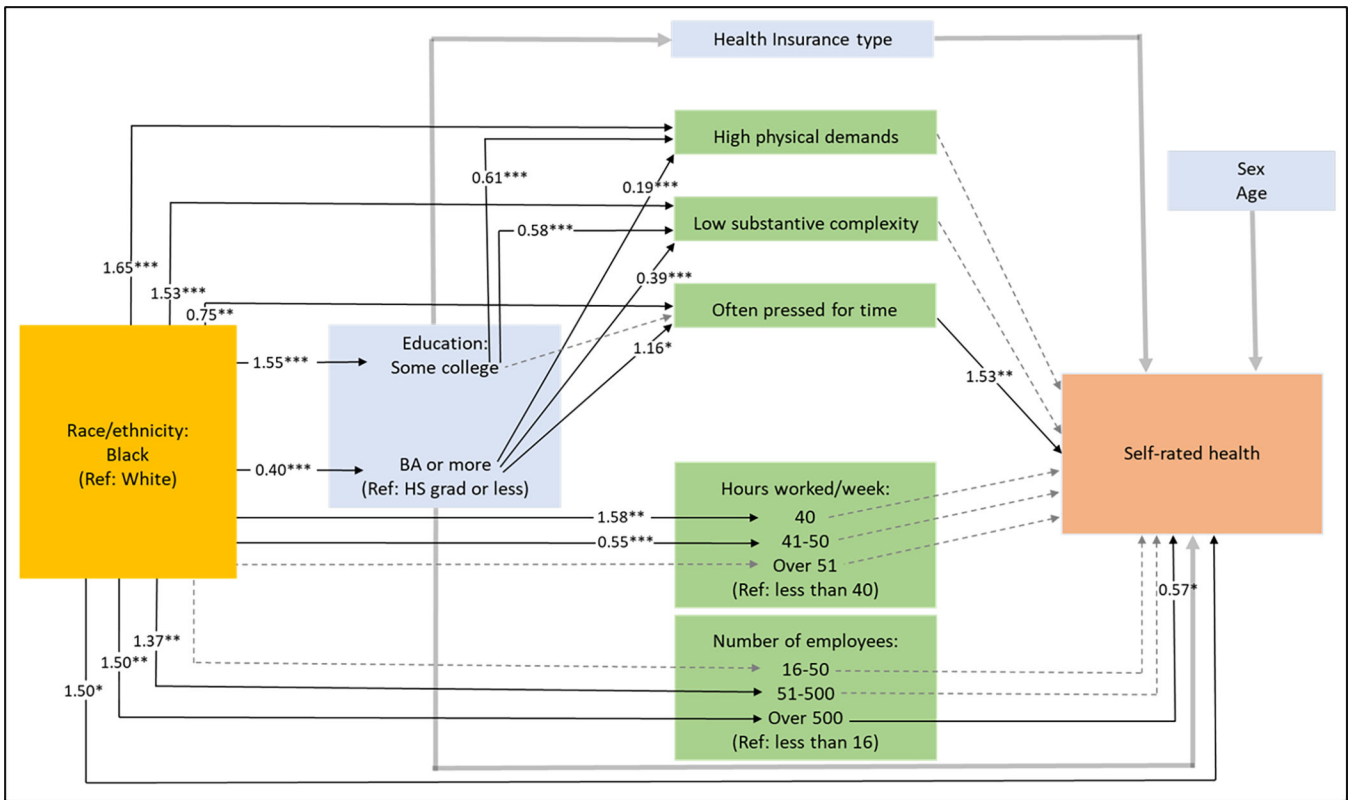 Health Insurance type
High physical demands
0.61***
0.19***
Sex
Age
Low substantive complexity
0.58***
1.65***
1.53***
0.39***
0.75**
Often pressed for time
1.16*
Education:
Some college
1.55***
1.53**
Race/ethnicity:
Black
(Ref: White)
0.40***
BA or more
(Ref: HS grad or less)
Self-rated health
Hours worked/week:
1.58**
40
0.55***
41-50
Over 51
(Ref: less than 40)
0.57*
Number of employees:
1.37**
16-50
1.50**
51-500
1.50*
Over 500
(Ref: less than 16)